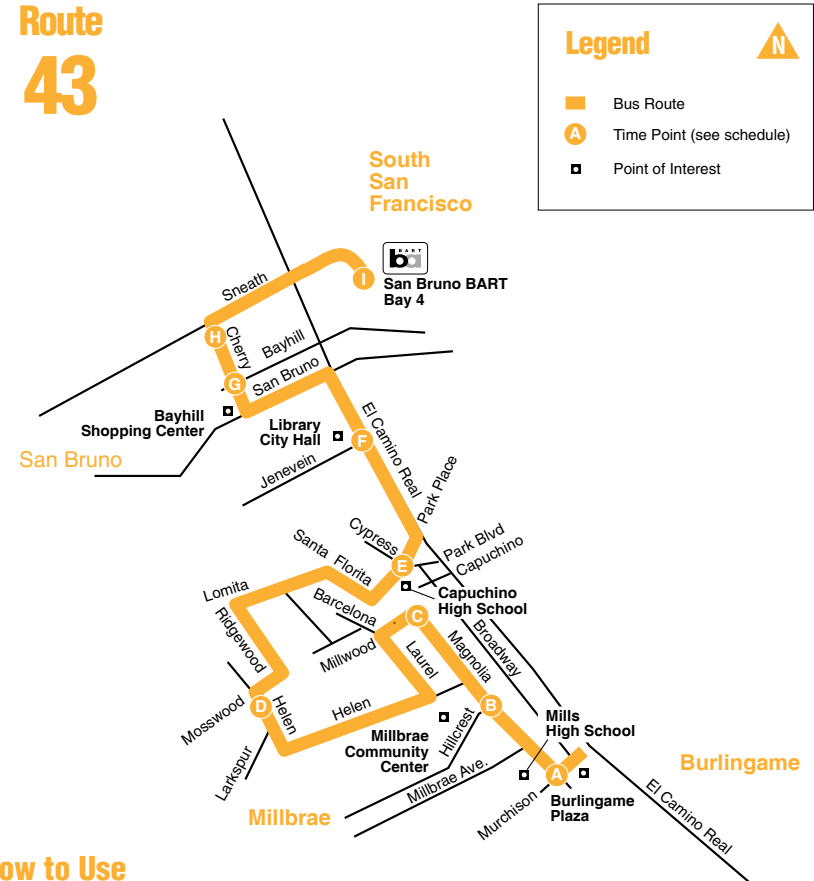 Route
43
Legend
N
Bus Route
A
Time Point (see schedule)
Point of Interest
South
San
Francisco
BART
ba
I
San Bruno BART
Bay 4
Sneath
H
Cherry
Bayhill
G
San Bruno
Bayhill
Shopping Center
Library
City Hall
F
El Camino Real
San Bruno
Jenevein
Park Place
Cypress
Park Blvd
Santa Florita
E
Capuchino
Lomita
Capuchino
High School
Barcelona
C
Ridgewood
Broadway
Magnolia
Millwood
Laurel
Mosswood
D
Helen
Helen
B
Mills
High School
Millbrae
Community
Center
Hillcrest
Burlingame
Larkspur
Millbrae Ave.
A
El Camino Real
Millbrae
Murchison
Burlingame
Plaza
ow to Use